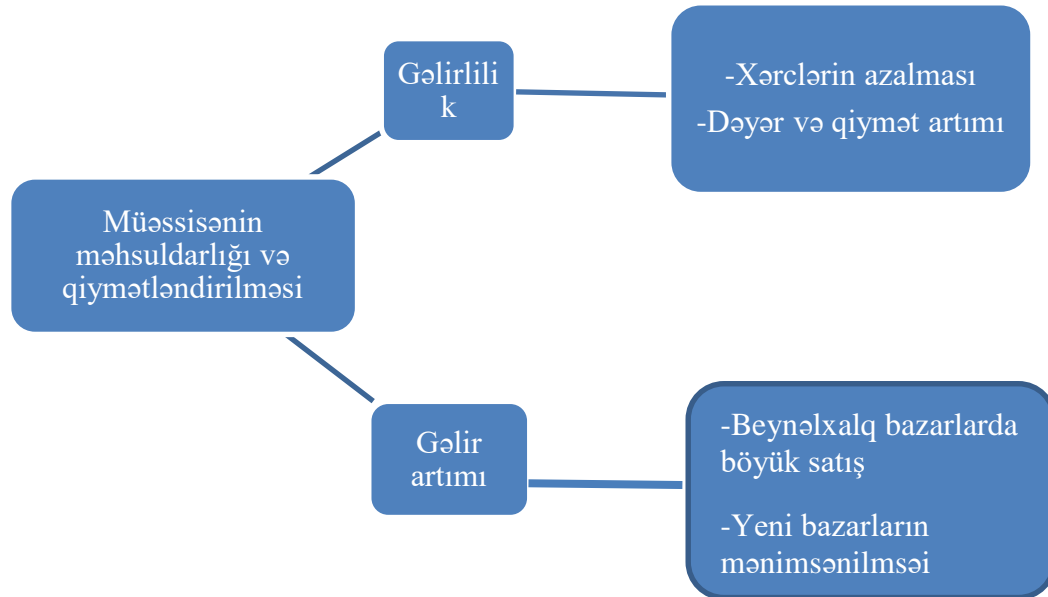 Gəlirlili
k
-Xərclərin azalması
-Dəyər və qiymət artımı
Müəssisənin
məhsuldarlığı və
qiymətləndirilməsi
Gəlir
artımı
-Beynəlxalq bazarlarda
böyük satış
-Yeni bazarların
mənimsənilmsəi